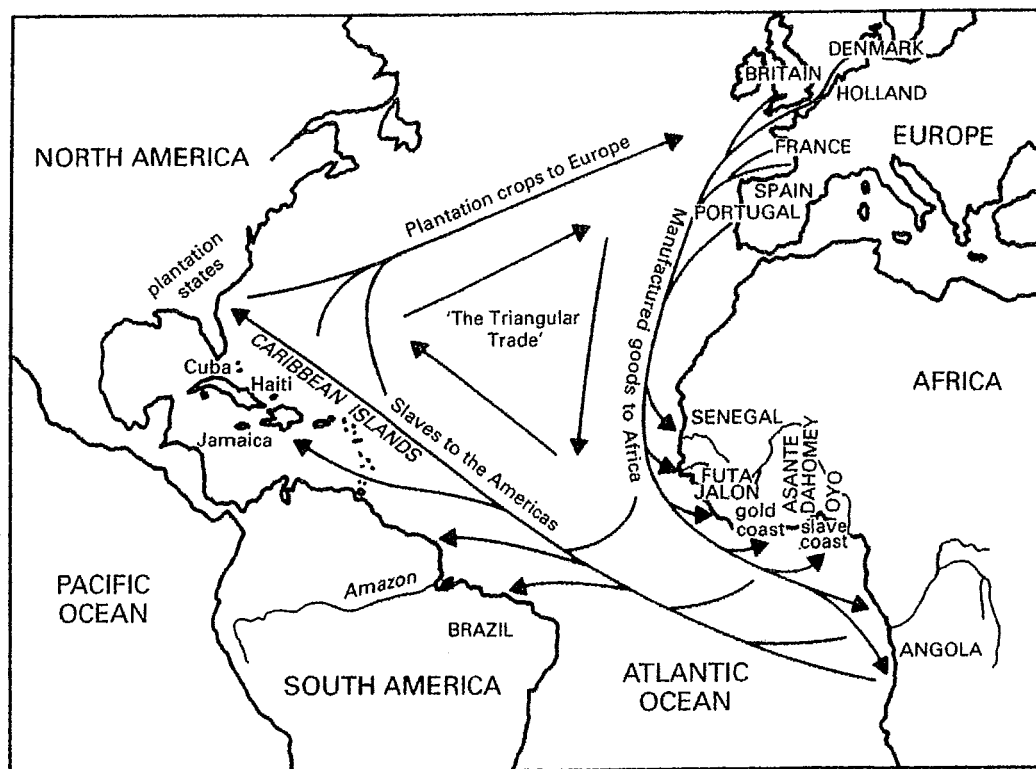 DENMARK
BRITAIN
HOLLAND
NORTH AMERICA
EUROPE
FRANCE
SPAIN
PORTUGAL
Plantation crops to Europe
Manufactured goods to Africa
plantation
states
'The Triangular
Trade'
CARIBBEAN ISLANDS
Slaves to the Americas
Cuba
Haiti
Jamaica
AFRICA
SENEGAL
FUTA
JALON
gold
coast
ASANTE
DAHOMEY
OYO
slave
coast
PACIFIC
OCEAN
Amazon
BRAZIL
SOUTH AMERICA
ATLANTIC
OCEAN
ANGOLA